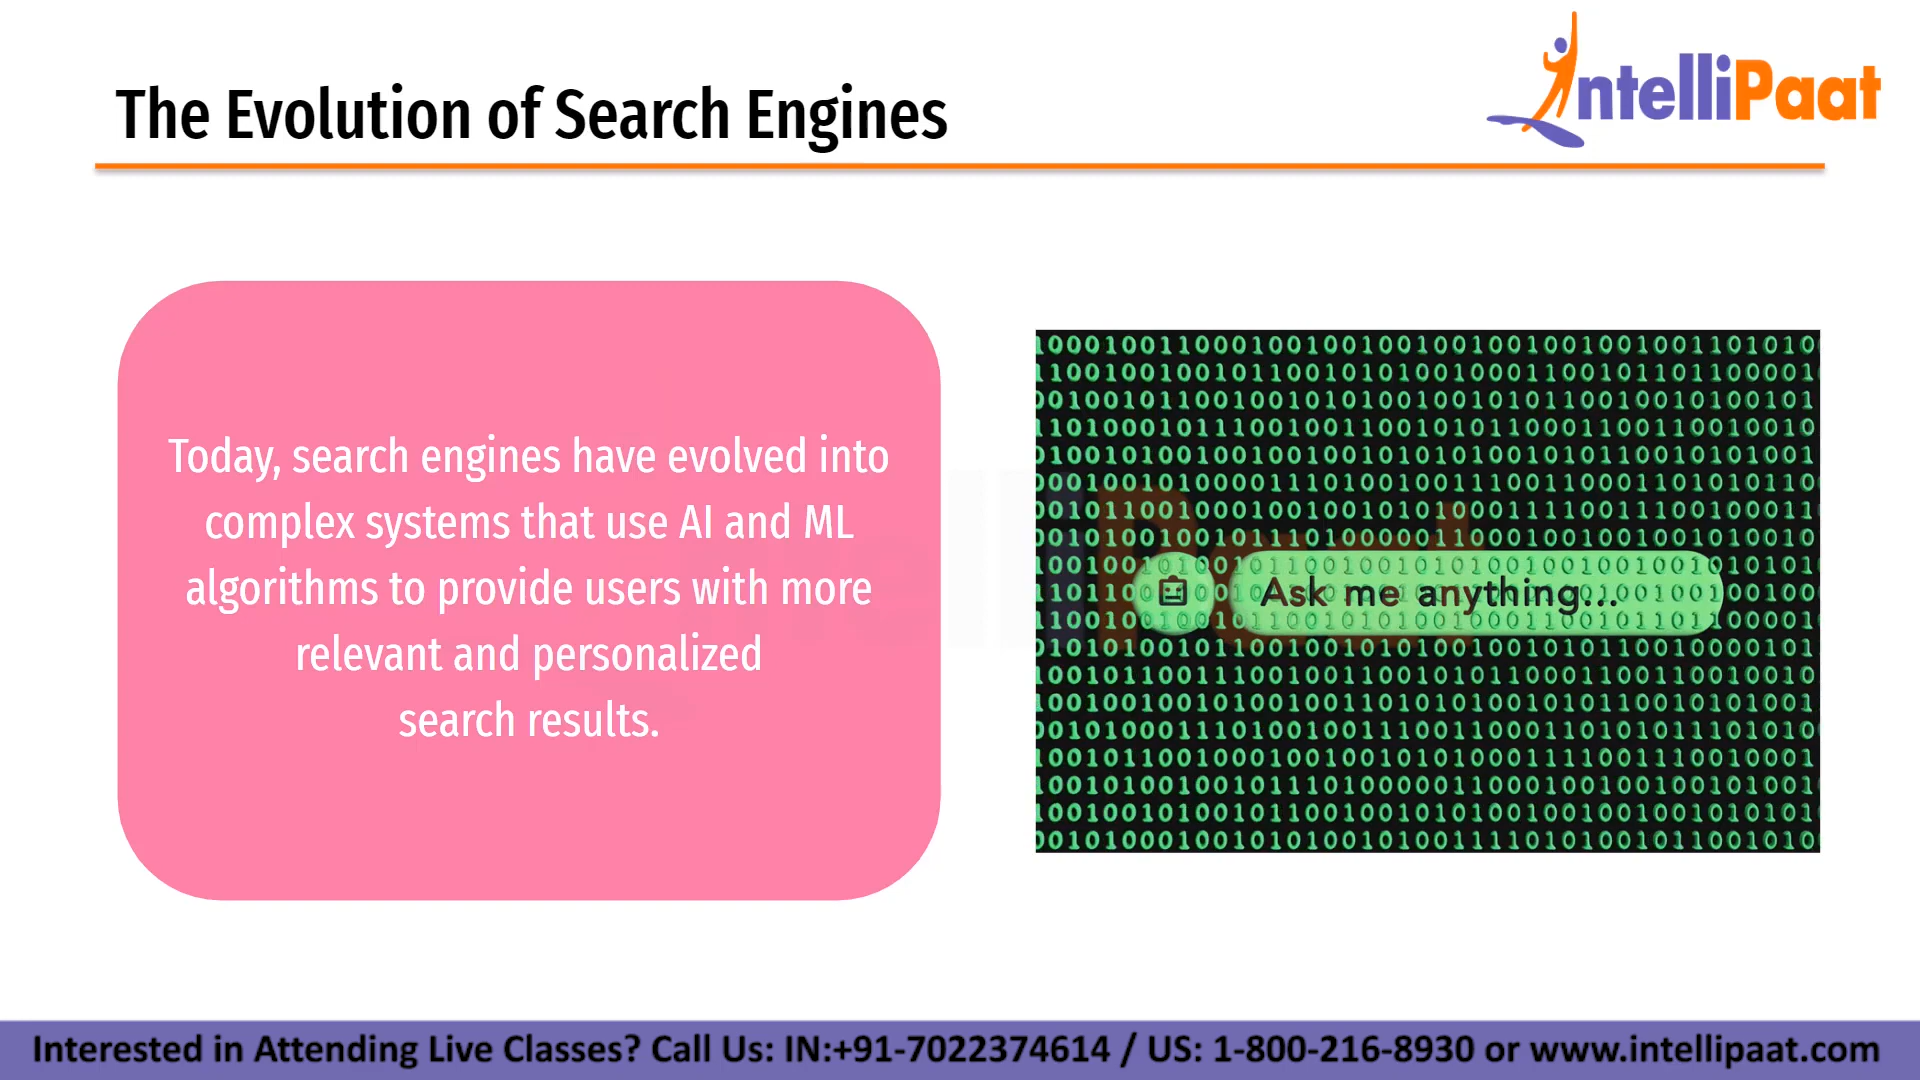 The Evolution of Search Engines
IntelliPaat
Today, search engines have evolved into
complex systems that use AI and ML
algorithms to provide users with more
relevant and personalized
search results.
Ask me anything...
Interested in Attending Live Classes? Call Us: IN:+91-7022374614 / US: 1-800-216-8930 or www.intellipaat.com